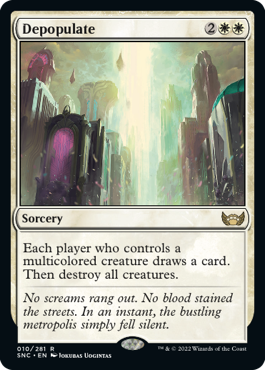 Depopulate 2
Sorcery
Each player who controls a
multicolored creature draws a card.
Then destroy all creatures.
No screams rang out. No blood stained
the streets. In an instant, the bustling
metropolis simply fell silent.
010/281 R
SNC • EN Jokubas Uogintas
™ & © 2022 Wizards of the Coast